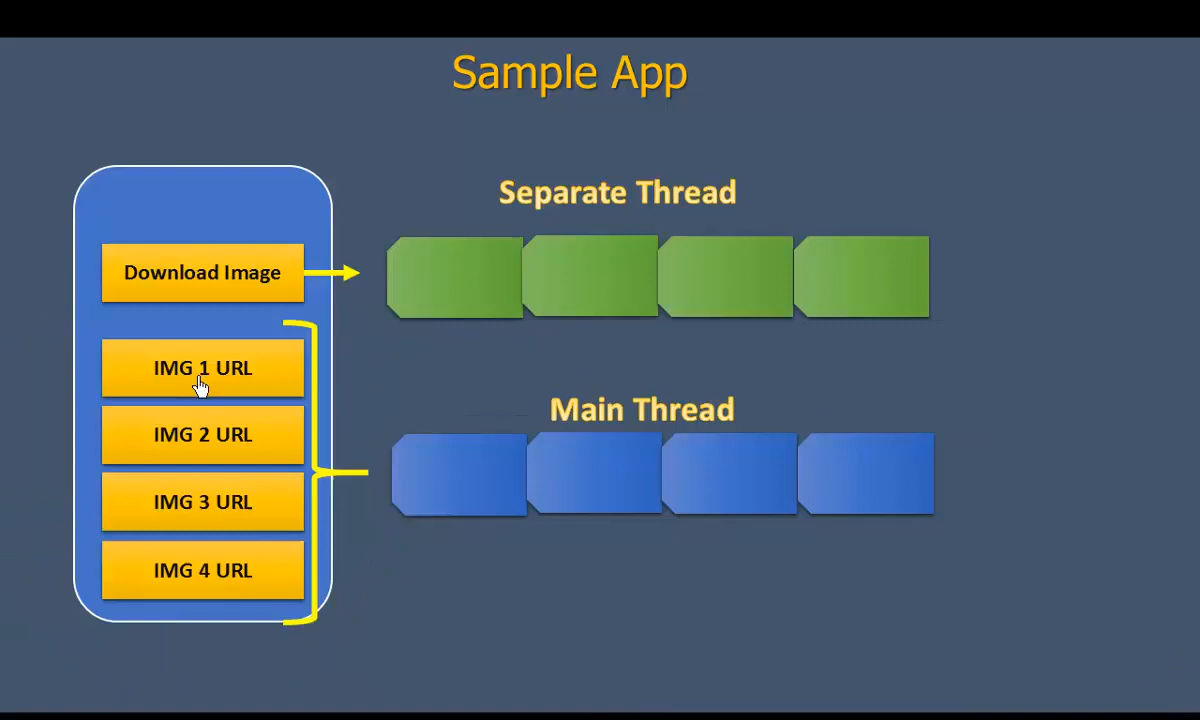 Sample App
Separate Thread
Download Image
IMG 1 URL
Main Thread
IMG 2 URL
IMG 3 URL
IMG 4 URL